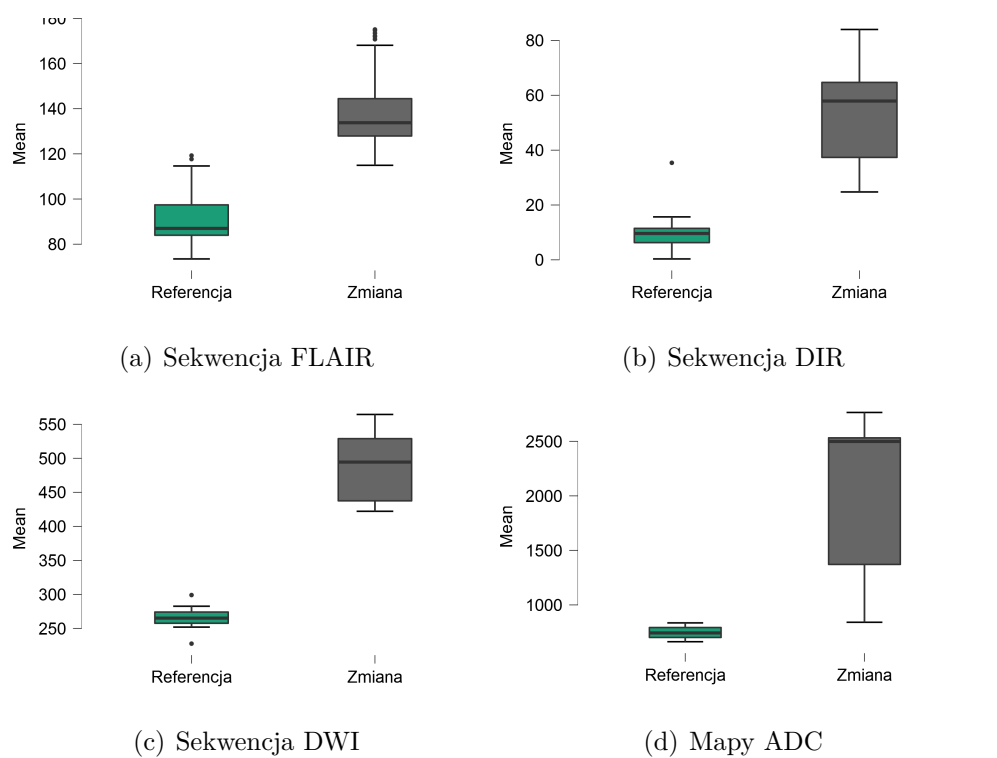 180
160
140
120
100
80
Mean
Referencja
Zmiana
(a) Sekwencja FLAIR
80
60
40
20
0
Mean
Referencja
Zmiana
(b) Sekwencja DIR
550
500
450
400
350
300
250
Mean
Referencja
Zmiana
(c) Sekwencja DWI
2500
2000
1500
1000
Mean
Referencja
Zmiana
(d) Mapy ADC